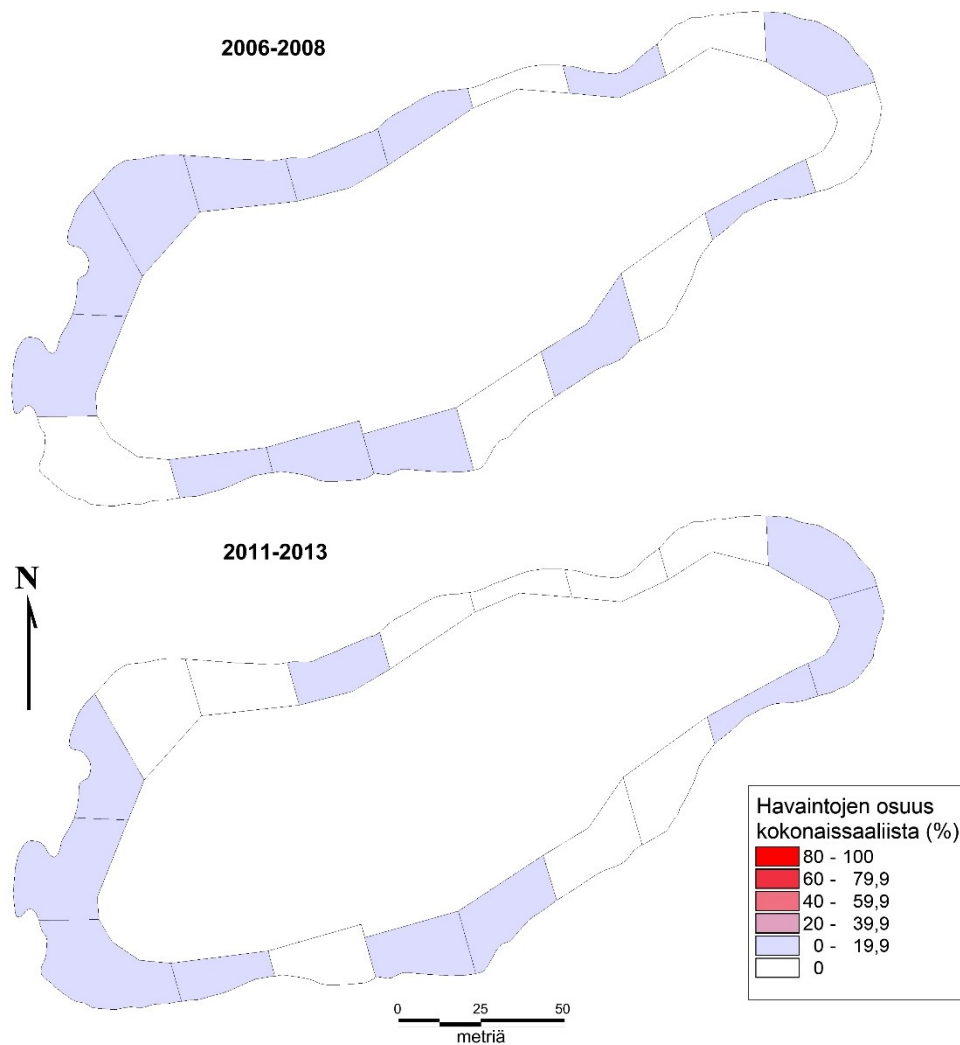 2006-2008
2011-2013
N
Havaintojen osuus
kokonaissaaliista (%)
80 - 100
60 - 79,9
40 - 59,9
20 - 39,9
0 - 19,9
0
0 25 50
metriä